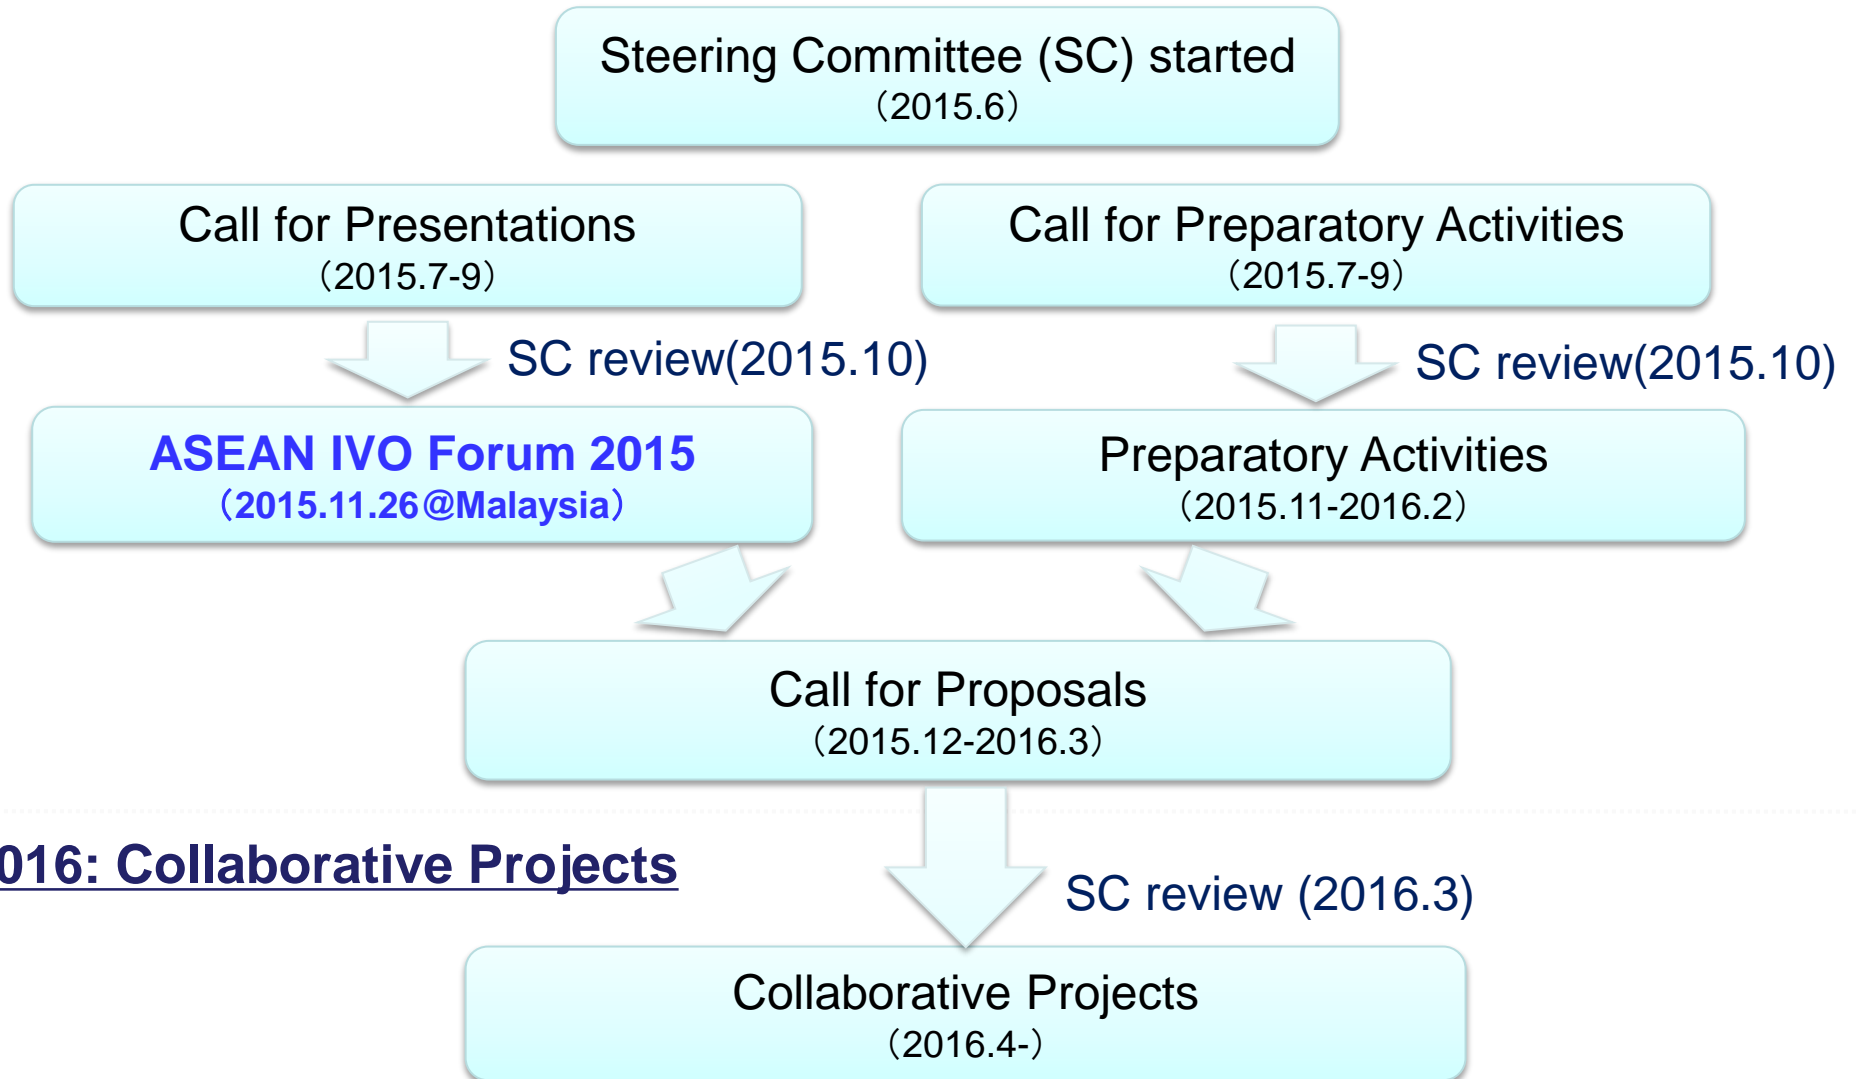 Steering Committee (SC) started
（2015.6）
Call for Presentations
（2015.7-9）
Call for Preparatory Activities
（2015.7-9）
SC review(2015.10)
SC review(2015.10)
ASEAN IVO Forum 2015
（2015.11.26@Malaysia）
Preparatory Activities
（2015.11-2016.2）
Call for Proposals
（2015.12-2016.3）
016: Collaborative Projects
SC review (2016.3)
Collaborative Projects
（2016.4-）